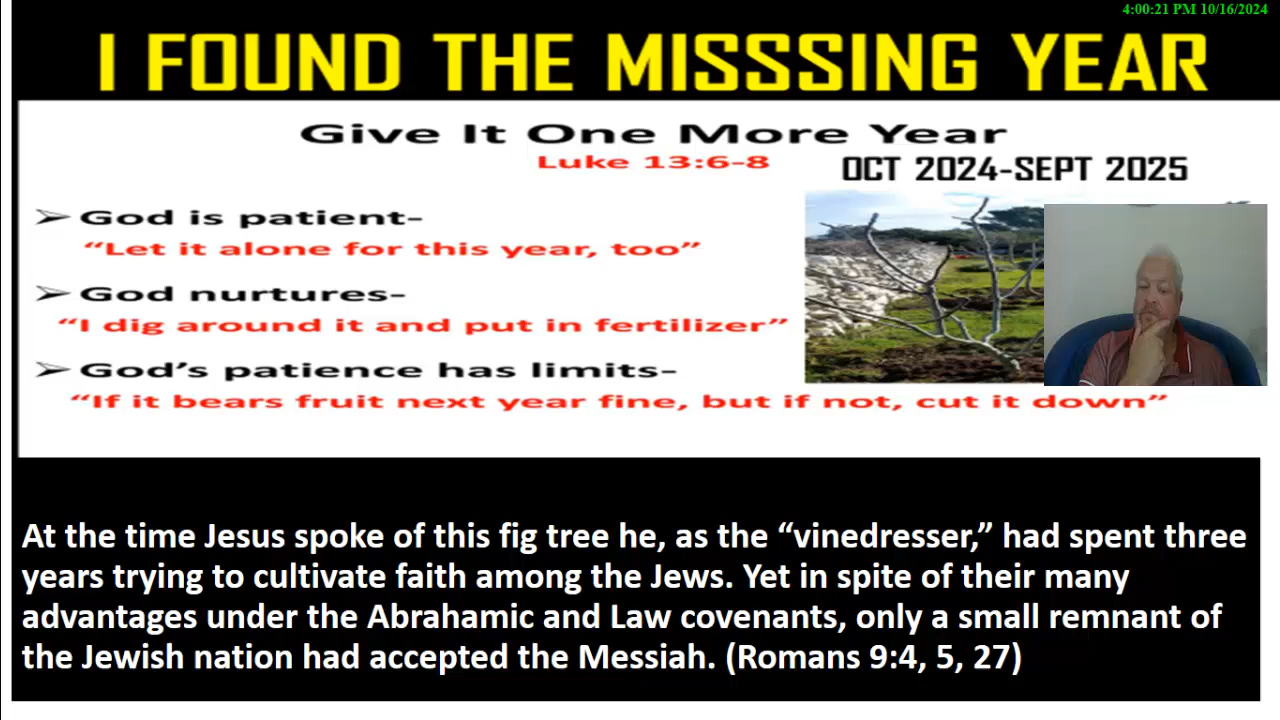 4:00:21 PM 10/16/2024
I FOUND THE MISSSING YEAR
Give It One More Year
Luke 13:6-8
OCT 2024-SEPT 2025
God is patient-
“Let it alone for this year, too”
God nurtures-
“I dig around it and put in fertilizer”
God’s patience has limits-
“If it bears fruit next year fine, but if not, cut it down”
At the time Jesus spoke of this fig tree he, as the “vinedresser,” had spent three
years trying to cultivate faith among the Jews. Yet in spite of their many
advantages under the Abrahamic and Law covenants, only a small remnant of
the Jewish nation had accepted the Messiah. (Romans 9:4, 5, 27)